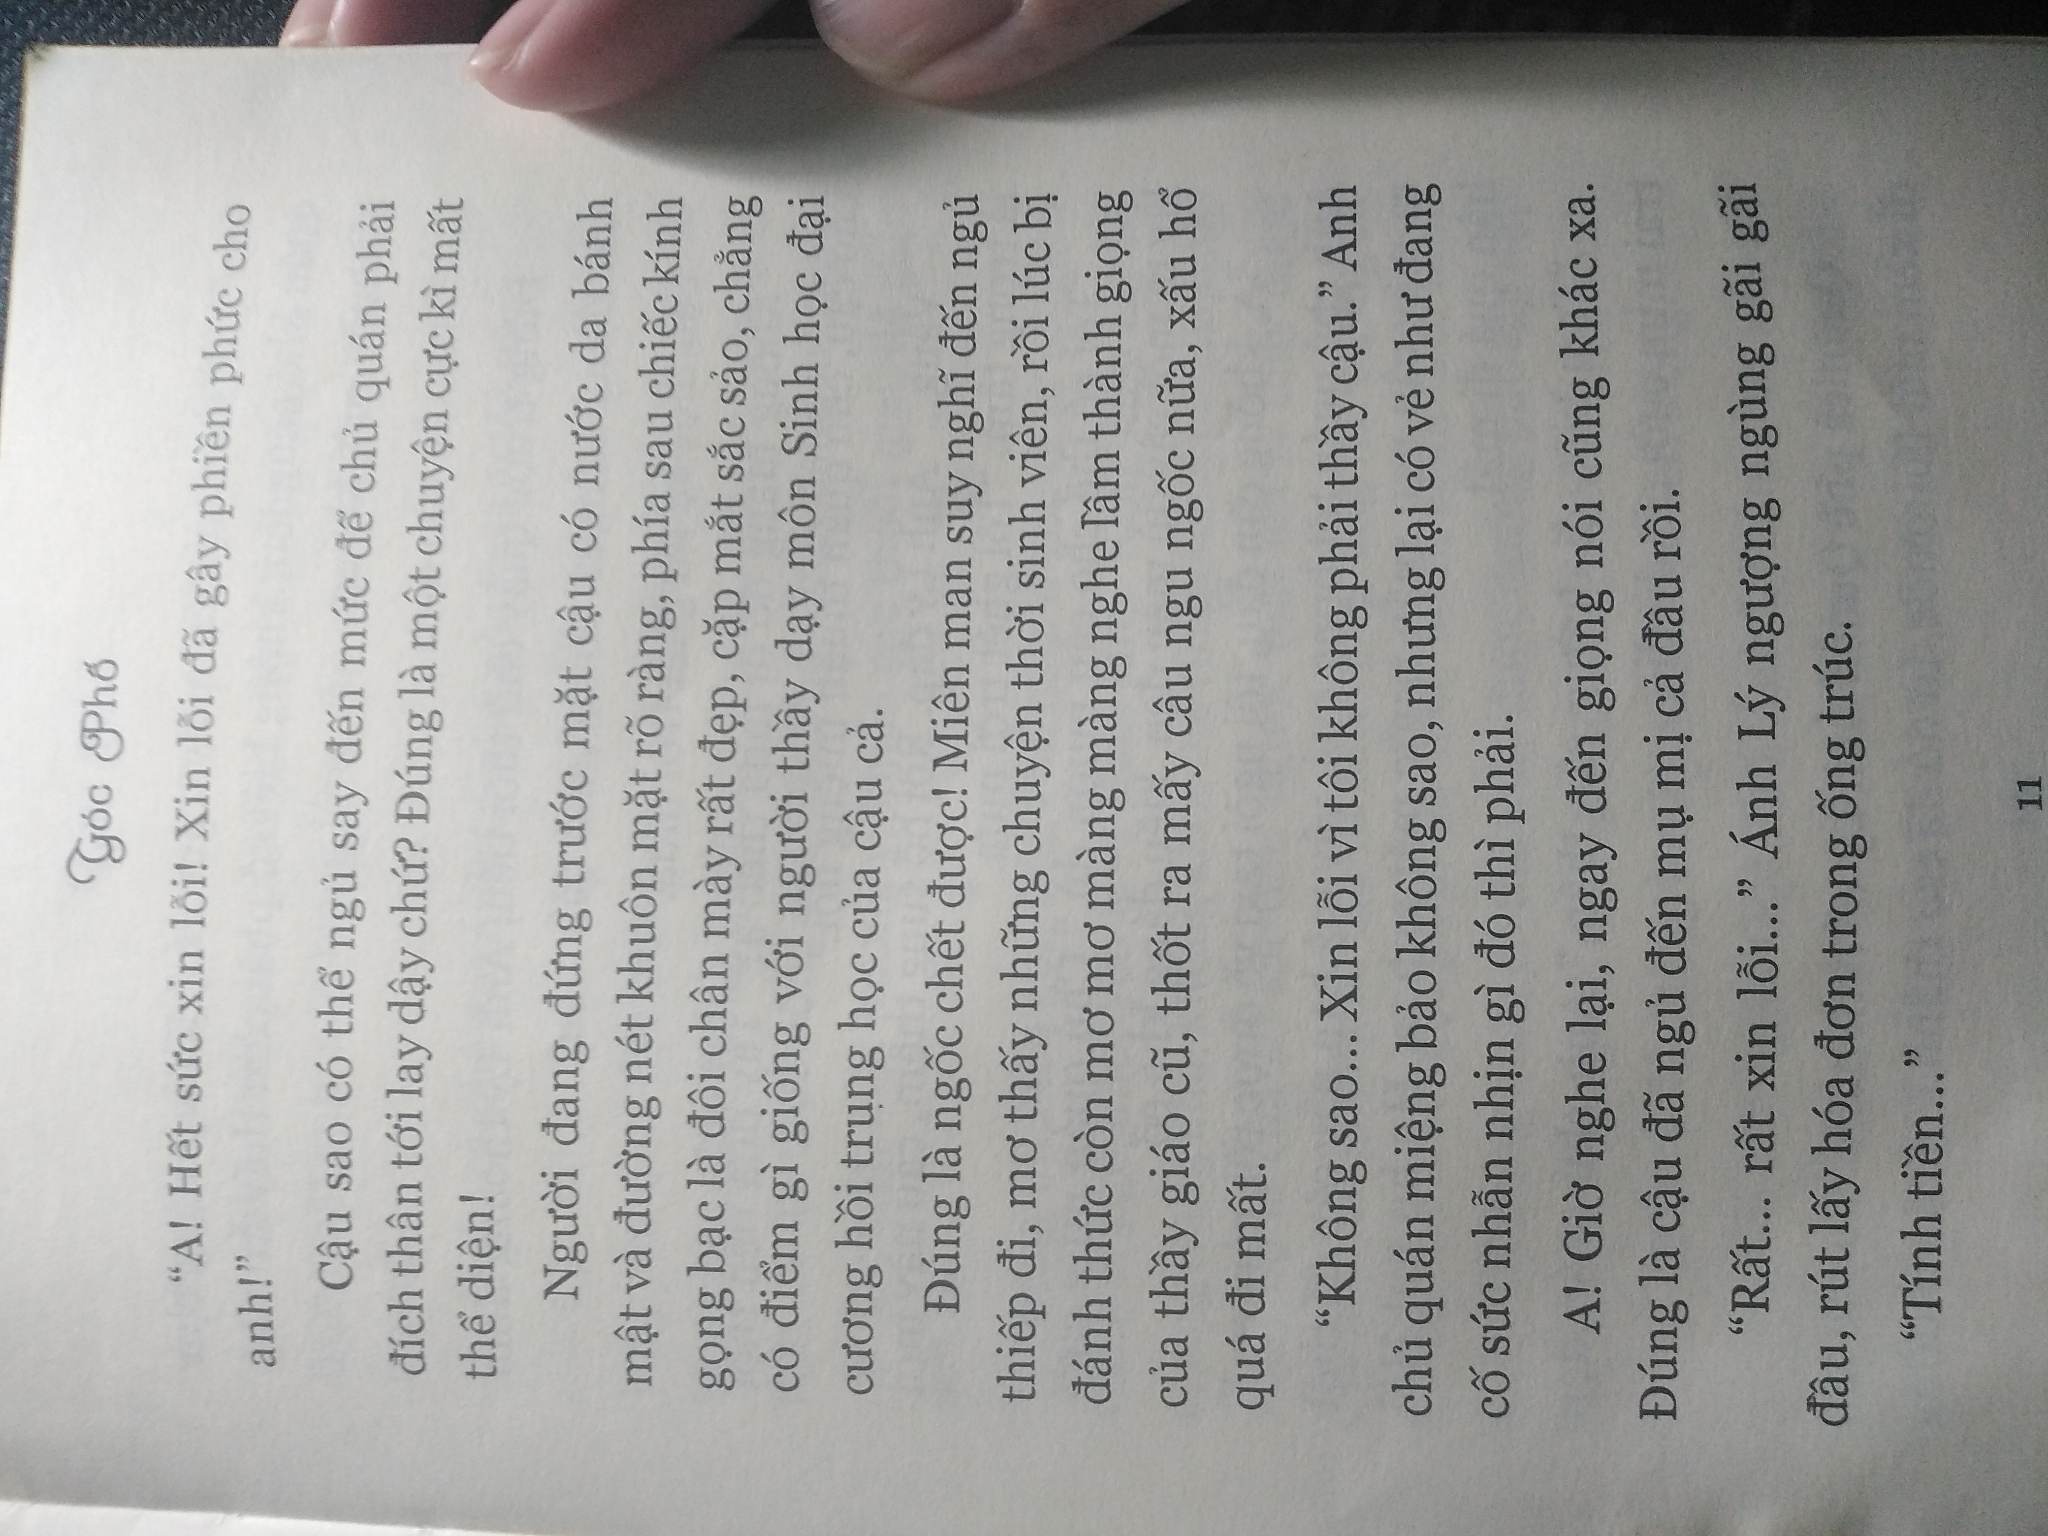 Góc Phố
“A! Hết sức xin lỗi! Xin lỗi đã gây phiền phức cho
anh!”
Cậu sao có thể ngủ say đến mức để chủ quán phải
đích thân tới lay dậy chứ? Đúng là một chuyện cực kì mất
thể diện!
Người đang đứng trước mặt cậu có nước da bánh
mật và đường nét khuôn mặt rõ ràng, phía sau chiếc kính
gọng bạc là đôi chân mày rất đẹp, cặp mắt sắc sảo, chẳng
có điểm gì giống với người thầy dạy môn Sinh học đại
cương hồi trung học của cậu cả.
Đúng là ngốc chết được! Miên man suy nghĩ đến ngủ
thiếp đi, mơ thấy những chuyện thời sinh viên, rồi lúc bị
đánh thức còn mơ mơ màng màng nghe lầm thành giọng
của thầy giáo cũ, thốt ra mấy câu ngu ngốc nữa, xấu hổ
quá đi mất.
“Không sao... Xin lỗi vì tôi không phải thầy cậu.” Anh
chủ quán miệng bảo không sao, nhưng lại có vẻ như đang
cố sức nhẫn nhịn gì đó thì phải.
A! Giờ nghe lại, ngay đến giọng nói cũng khác xa.
Đúng là cậu đã ngủ đến mụ mị cả đầu rồi.
“Rất... rất xin lỗi...” Ánh Lý ngượng ngùng gãi gãi
đầu, rút lấy hóa đơn trong ống trúc.
“Tính tiền...”
11